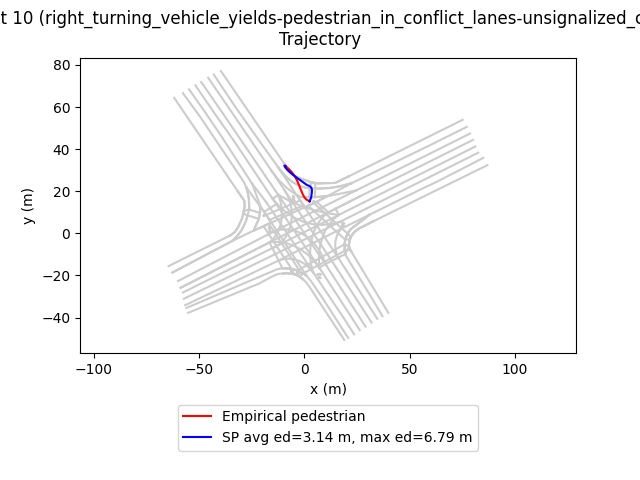 t 10 (right_turning_vehicle_yields-pedestrian_in_conflict_lanes-unsignalized_c
Trajectory
80
60
40
20
0
−20
−40
y (m)
−100
−50
0
50
100
x (m)
Empirical pedestrian
SP avg ed=3.14 m, max ed=6.79 m